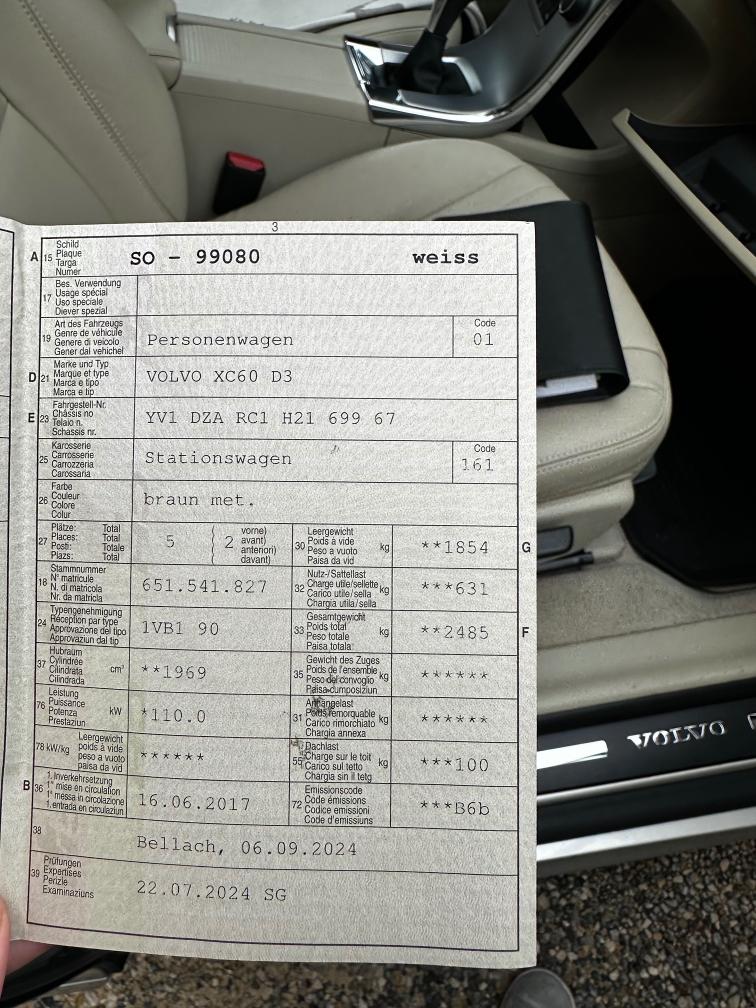 3
A 15 Schild
Plaque
Targa
Numer
SO - 99080 weiss
17 Bes. Verwendung
Usage spécial
Uso speciale
Diever spezial
19 Art des Fahrzeugs
Genre de véhicule
Genere di veicolo
Gener dal vehichel
Personenwagen
Code
01
D 21 Marke und Typ
Marque et type
Marca e tipo
Marca e tip
VOLVO XC60 D3
E 23 Fahrgestell-Nr.
Châssis no
Telaio n.
Schassis nr.
YV1 DZA RC1 H21 699 67
25 Karosserie
Carrosserie
Carrozzeria
Carossaria
Stationswagen
Code
161
26 Farbe
Couleur
Colore
Colur
braun met.
27 Plätze: Total
Places: Total
Posti: Totale
Plazs: Total
5 ( 2 vorne)
avant)
anteriori)
davant)
30 Leergewicht
Poids à vide
Peso a vuoto
Paisa da vid
kg **1854 G
18 Stammnummer
N° matricule
N. di matricola
Nr. da matricla
651.541.827
32 Nutz-/Sattellast
Charge utile/sellette
Carico utile/sella
Chargia utila/sella
kg ***631
24 Typengenehmigung
Réception par type
Approvazione del tipo
Approvaziun dal tip
1VB1 90
33 Gesamtgewicht
Poids total
Peso totale
Paisa totala
kg **2485 F
37 Hubraum
Cylindrée
Cilindrata
Cilindrada
cm³ **1969
35 Gewicht des Zuges
Poids de l'ensemble
Peso del convoglio
Paisa cumposiziun
kg ******
76 Leistung
Puissance
Potenza
Prestaziun
kW *110.0
31 Anhängelast
Poids remorquable
Carico rimorchiato
Chargia annexa
kg ******
78 kW/kg Leergewicht
poids à vide
peso a vuoto
paisa da vid
******
55 Dachlast
Charge sur le toit
Carico sul tetto
Chargia sin il tetg
kg ***100
B 36 1. Inverkehrsetzung
1re mise en circulation
1a messa in circolazione
1. entrada en circulaziun
16.06.2017
72 Emissionscode
Code émissions
Codice emissioni
Code d'emissiuns
***B6b
38
Bellach, 06.09.2024
39 Prüfungen
Expertises
Perizie
Examinaziuns
22.07.2024 SG
VOLVO